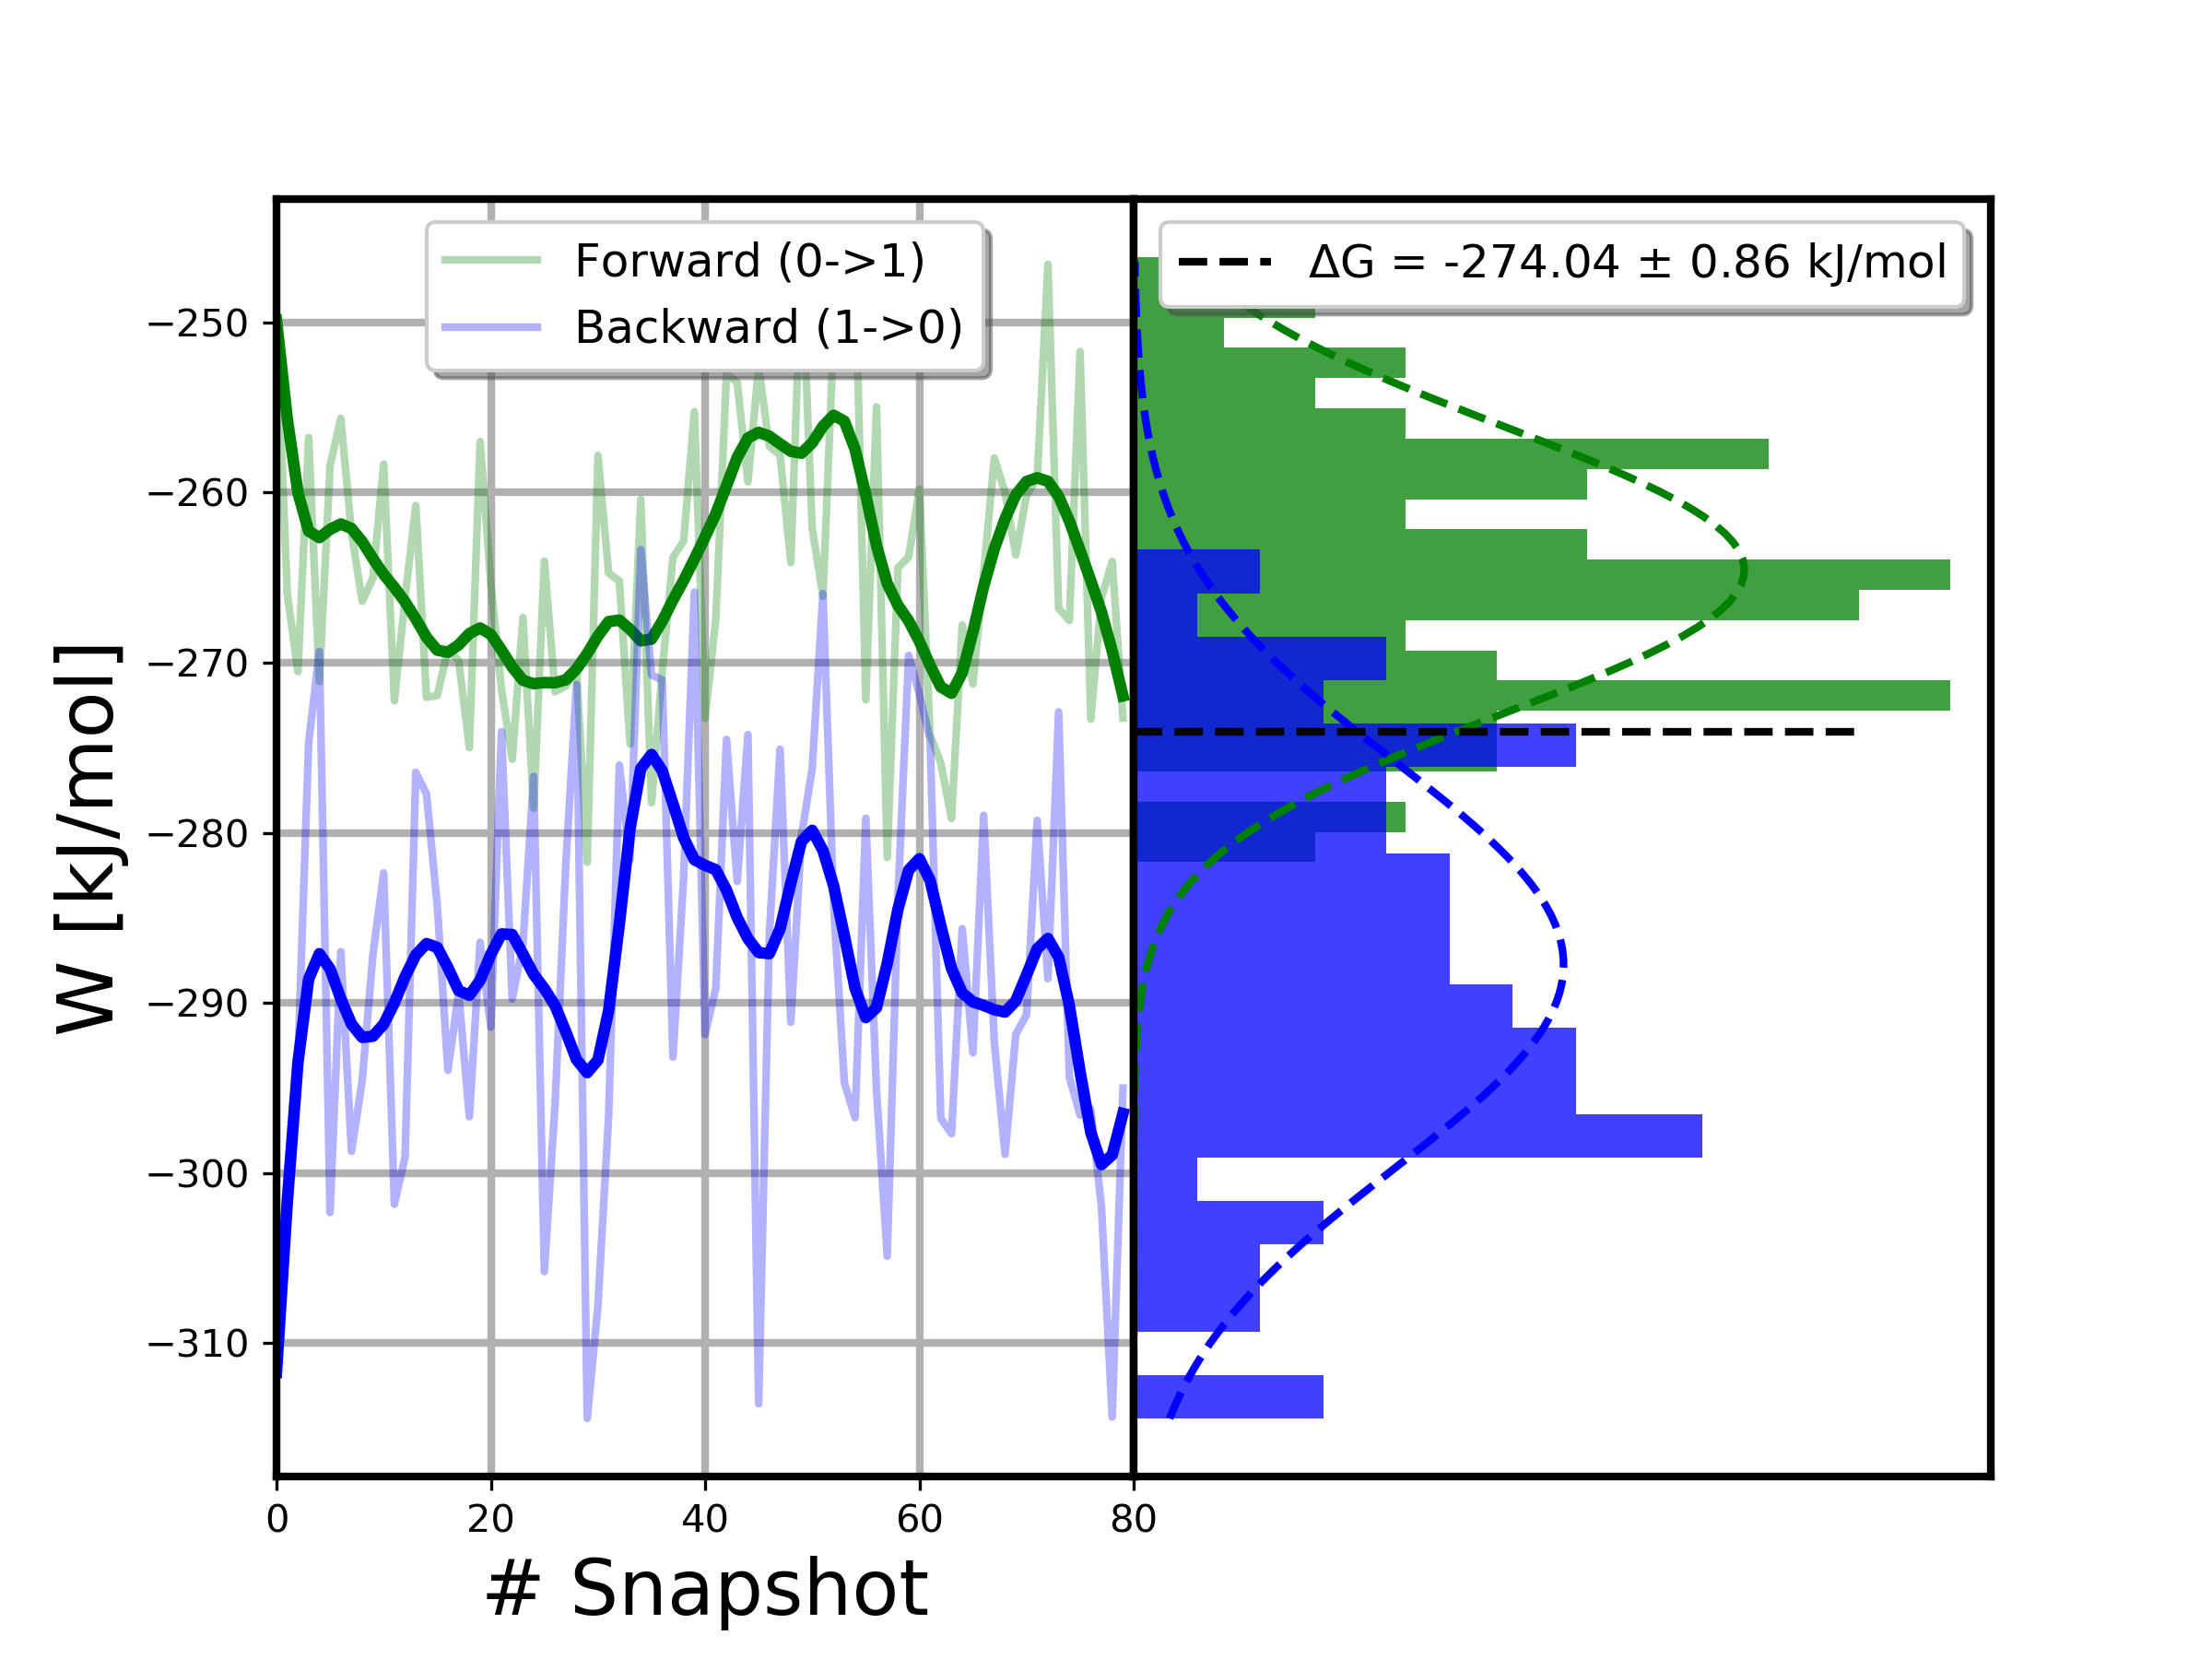 Forward (0->1)
Backward (1->0)
ΔG = -274.04 ± 0.86 kJ/mol
W [kJ/mol]
−250
−260
−270
−280
−290
−300
−310
0 20 40 60 80
# Snapshot